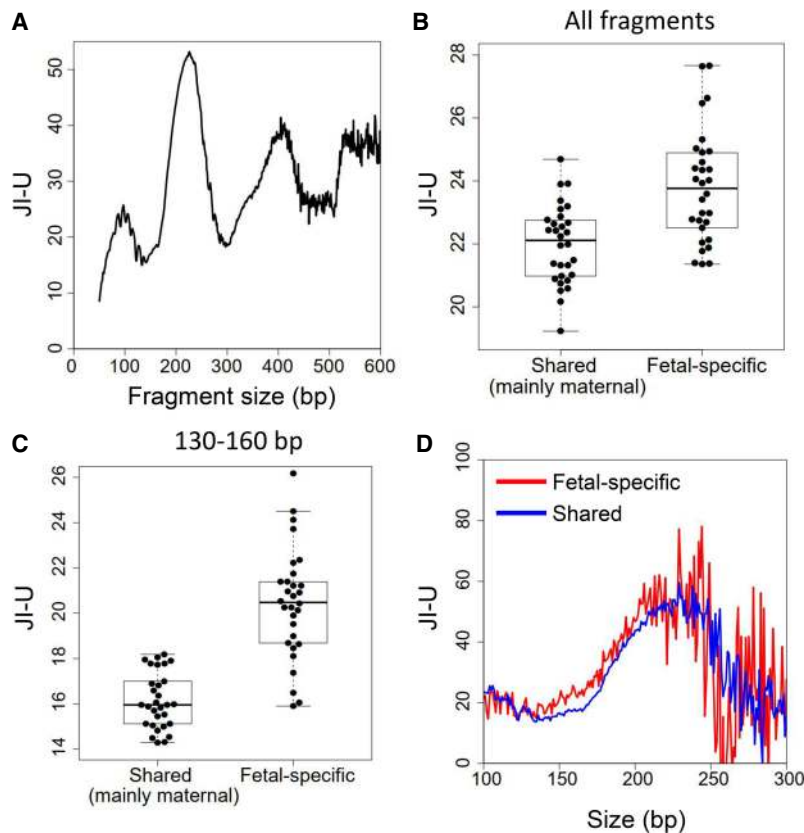 A
JI-U
50
40
30
20
10
0
100 200 300 400 500 600
Fragment size (bp)
B
All fragments
JI-U
28
26
24
22
20
Shared
(mainly maternal)
Fetal-specific
C
130-160 bp
JI-U
26
24
22
20
18
16
14
Shared
(mainly maternal)
Fetal-specific
D
Fetal-specific
Shared
JI-U
100
80
60
40
20
0
100 150 200 250 300
Size (bp)